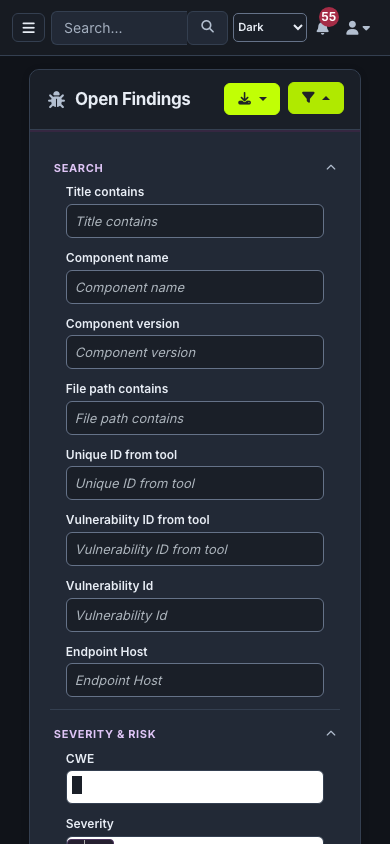 Search...
Dark
55
Open Findings
SEARCH
Title contains
Title contains
Component name
Component name
Component version
Component version
File path contains
File path contains
Unique ID from tool
Unique ID from tool
Vulnerability ID from tool
Vulnerability ID from tool
Vulnerability Id
Vulnerability Id
Endpoint Host
Endpoint Host
SEVERITY & RISK
CWE
Severity